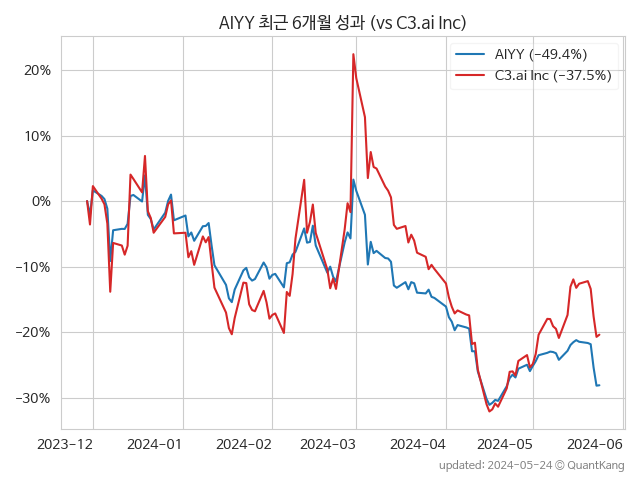 AIYY 최근 6개월 성과 (vs C3.ai Inc)
AIYY (−49.4%)
C3.ai Inc (−37.5%)
20%
10%
0%
−10%
−20%
−30%
2023−12 2024−01 2024−02 2024−03 2024−04 2024−05 2024−06
updated: 2024-05-24 © QuantKang